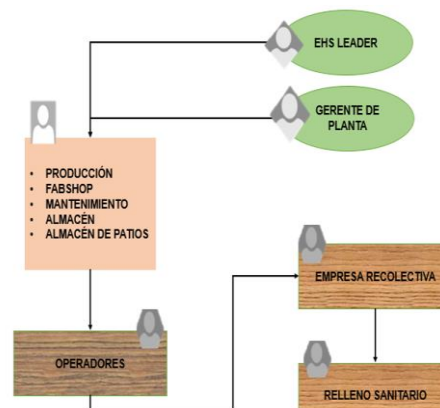 EHS LEADER
GERENTE DE
PLANTA
• PRODUCCIÓN
• FABSHOP
• MANTENIMIENTO
• ALMACÉN
• ALMACÉN DE PATIOS
EMPRESA RECOLECTIVA
OPERADORES
RELLENO SANITARIO